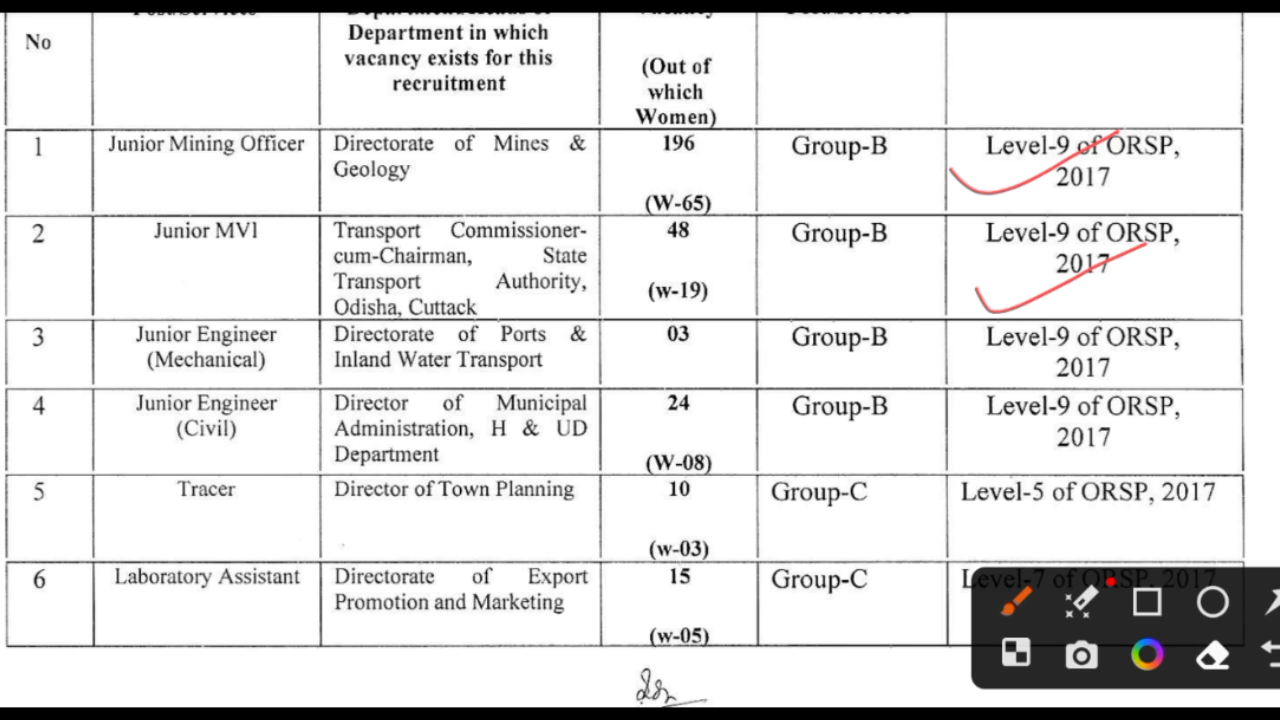 No
Department in which
vacancy exists for this
recruitment
(Out of
which
Women)
1
Junior Mining Officer
Directorate of Mines &
Geology
196
(W-65)
Group-B
Level-9 of ORSP,
2017
2
Junior MVI
Transport Commissioner-
cum-Chairman, State
Transport Authority,
Odisha, Cuttack
48
(w-19)
Group-B
Level-9 of ORSP,
2017
3
Junior Engineer
(Mechanical)
Directorate of Ports &
Inland Water Transport
03
Group-B
Level-9 of ORSP,
2017
4
Junior Engineer
(Civil)
Director of Municipal
Administration, H & UD
Department
24
(W-08)
Group-B
Level-9 of ORSP,
2017
5
Tracer
Director of Town Planning
10
(w-03)
Group-C
Level-5 of ORSP, 2017
6
Laboratory Assistant
Directorate of Export
Promotion and Marketing
15
(w-05)
Group-C
Level-7 of ORSP, 2017